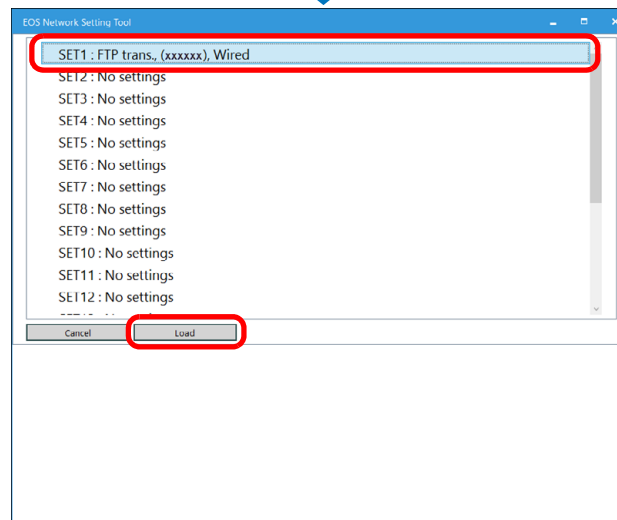 EOS Network Setting Tool
SET1 : FTP trans., (xxxxxx), Wired
SET2 : No settings
SET3 : No settings
SET4 : No settings
SET5 : No settings
SET6 : No settings
SET7 : No settings
SET8 : No settings
SET9 : No settings
SET10 : No settings
SET11 : No settings
SET12 : No settings
Cancel
Load